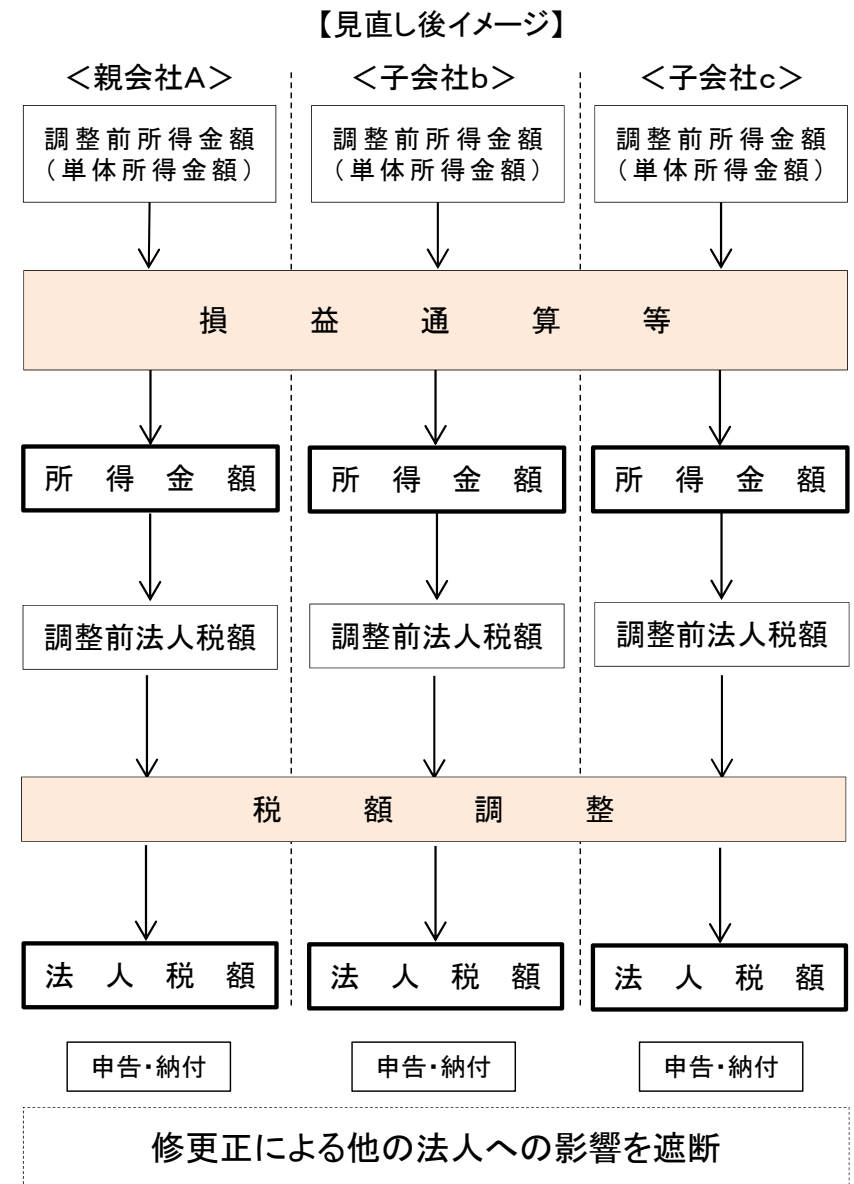 【見直し後イメージ】
＜親会社A＞ ＜子会社b＞ ＜子会社c＞
調整前所得金額 調整前所得金額 調整前所得金額
（単体所得金額） （単体所得金額） （単体所得金額）
損益通算等
所得金額 所得金額 所得金額
調整前法人税額 調整前法人税額 調整前法人税額
税額調整
法人税額 法人税額 法人税額
申告・納付 申告・納付 申告・納付
修更正による他の法人への影響を遮断